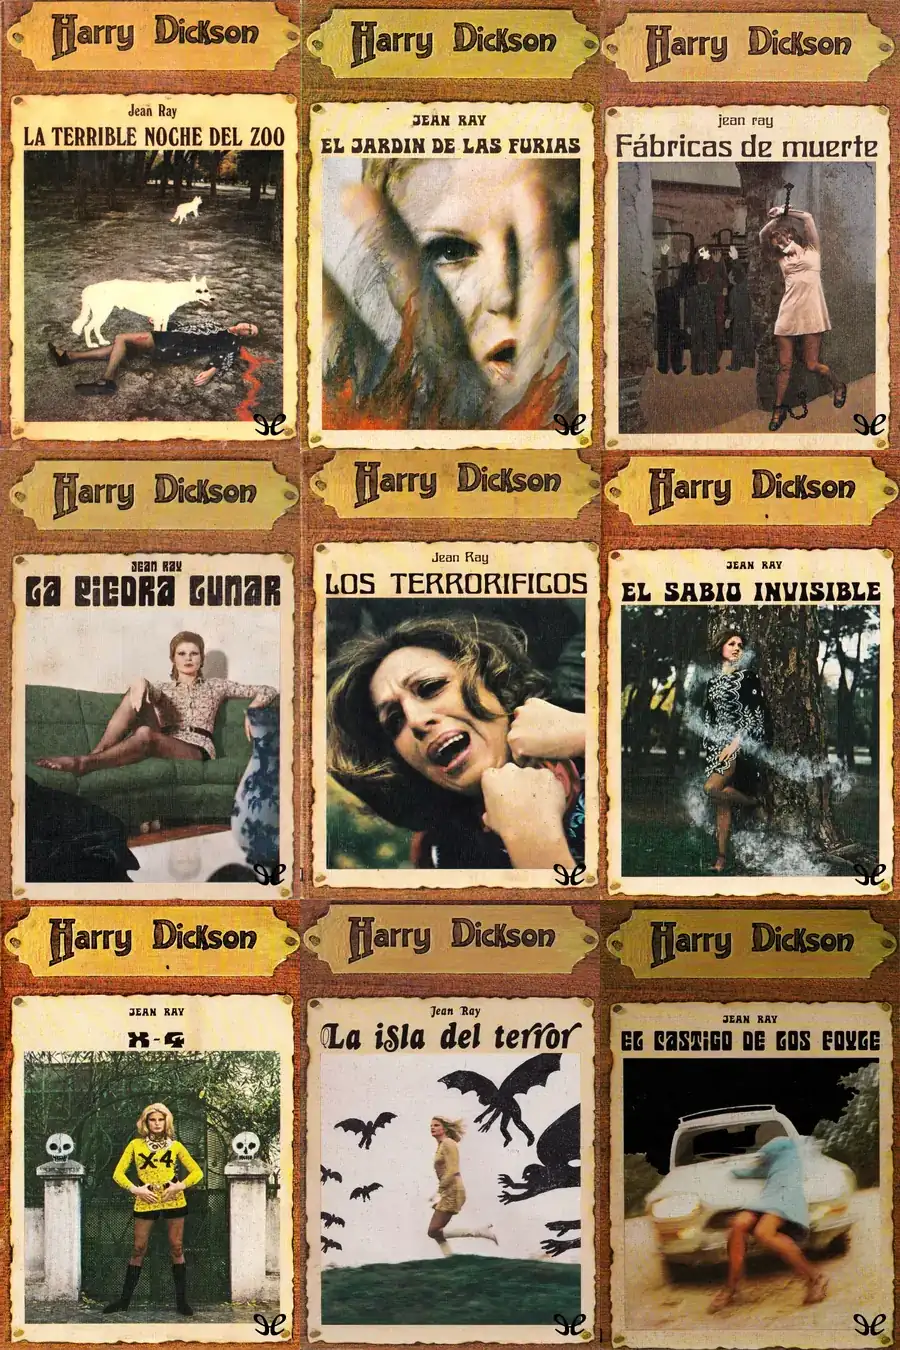 Harry Dickson
Jean Ray
LA TERRIBLE NOCHE DEL ZOO
Harry Dickson
JEAN RAY
EL JARDIN DE LAS FURIAS
Harry Dickson
jean ray
Fábricas de muerte
Harry Dickson
JEAN RAY
LA PIEDRA LUNAR
Harry Dickson
Jean Ray
LOS TERRORIFICOS
Harry Dickson
JEAN RAY
EL SABIO INVISIBLE
Harry Dickson
JEAN RAY
X-4
X-4
Harry Dickson
Jean Ray
La isla del terror
Harry Dickson
JEAN RAY
EL CASTIGO DE LOS FOYLE